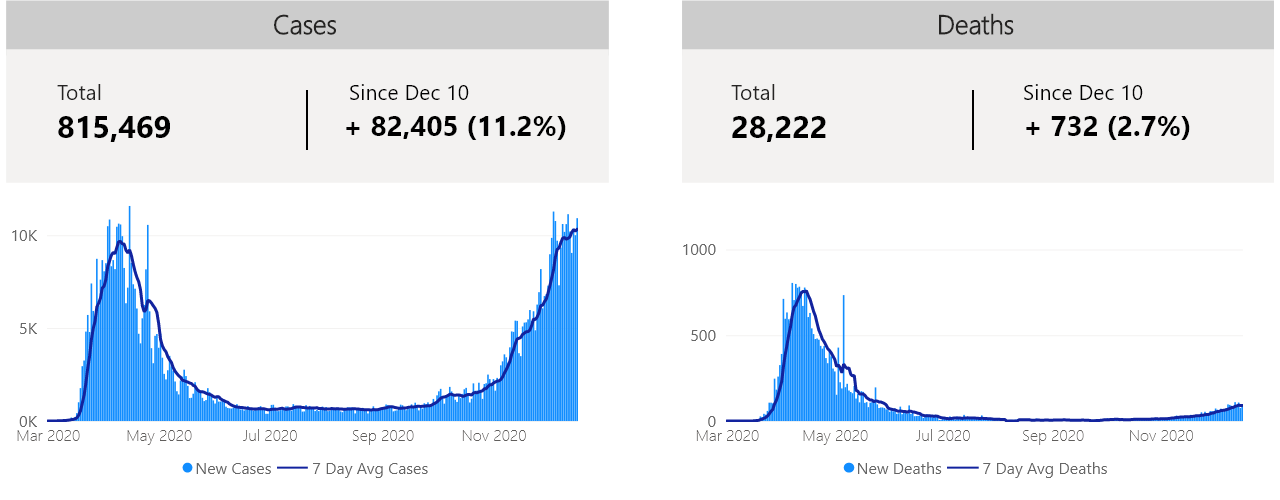 Cases
Total
815,469
Since Dec 10
+ 82,405 (11.2%)
10K
5K
0K
Mar 2020 May 2020 Jul 2020 Sep 2020 Nov 2020
New Cases 7 Day Avg Cases
Deaths
Total
28,222
Since Dec 10
+ 732 (2.7%)
1000
500
0
Mar 2020 May 2020 Jul 2020 Sep 2020 Nov 2020
New Deaths 7 Day Avg Deaths